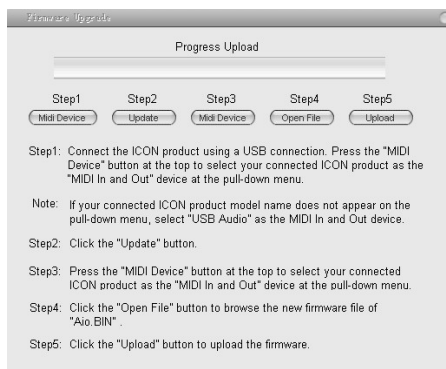 Firmware Upgrade
Progress Upload
Step1 Step2 Step3 Step4 Step5
Midi Device Update Midi Device Open File Upload
Step1: Connect the ICON product using a USB connection. Press the "MIDI
Device" button at the top to select your connected ICON product as the
"MIDI In and Out" device at the pull-down menu.
Note: If your connected ICON product model name does not appear on the
pull-down menu, select "USB Audio" as the MIDI In and Out device.
Step2: Click the "Update" button.
Step3: Press the "MIDI Device" button at the top to select your connected
ICON product as the "MIDI In and Out" device at the pull-down menu.
Step4: Click the "Open File" button to browse the new firmware file of
"Aio.BIN" .
Step5: Click the "Upload" button to upload the firmware.